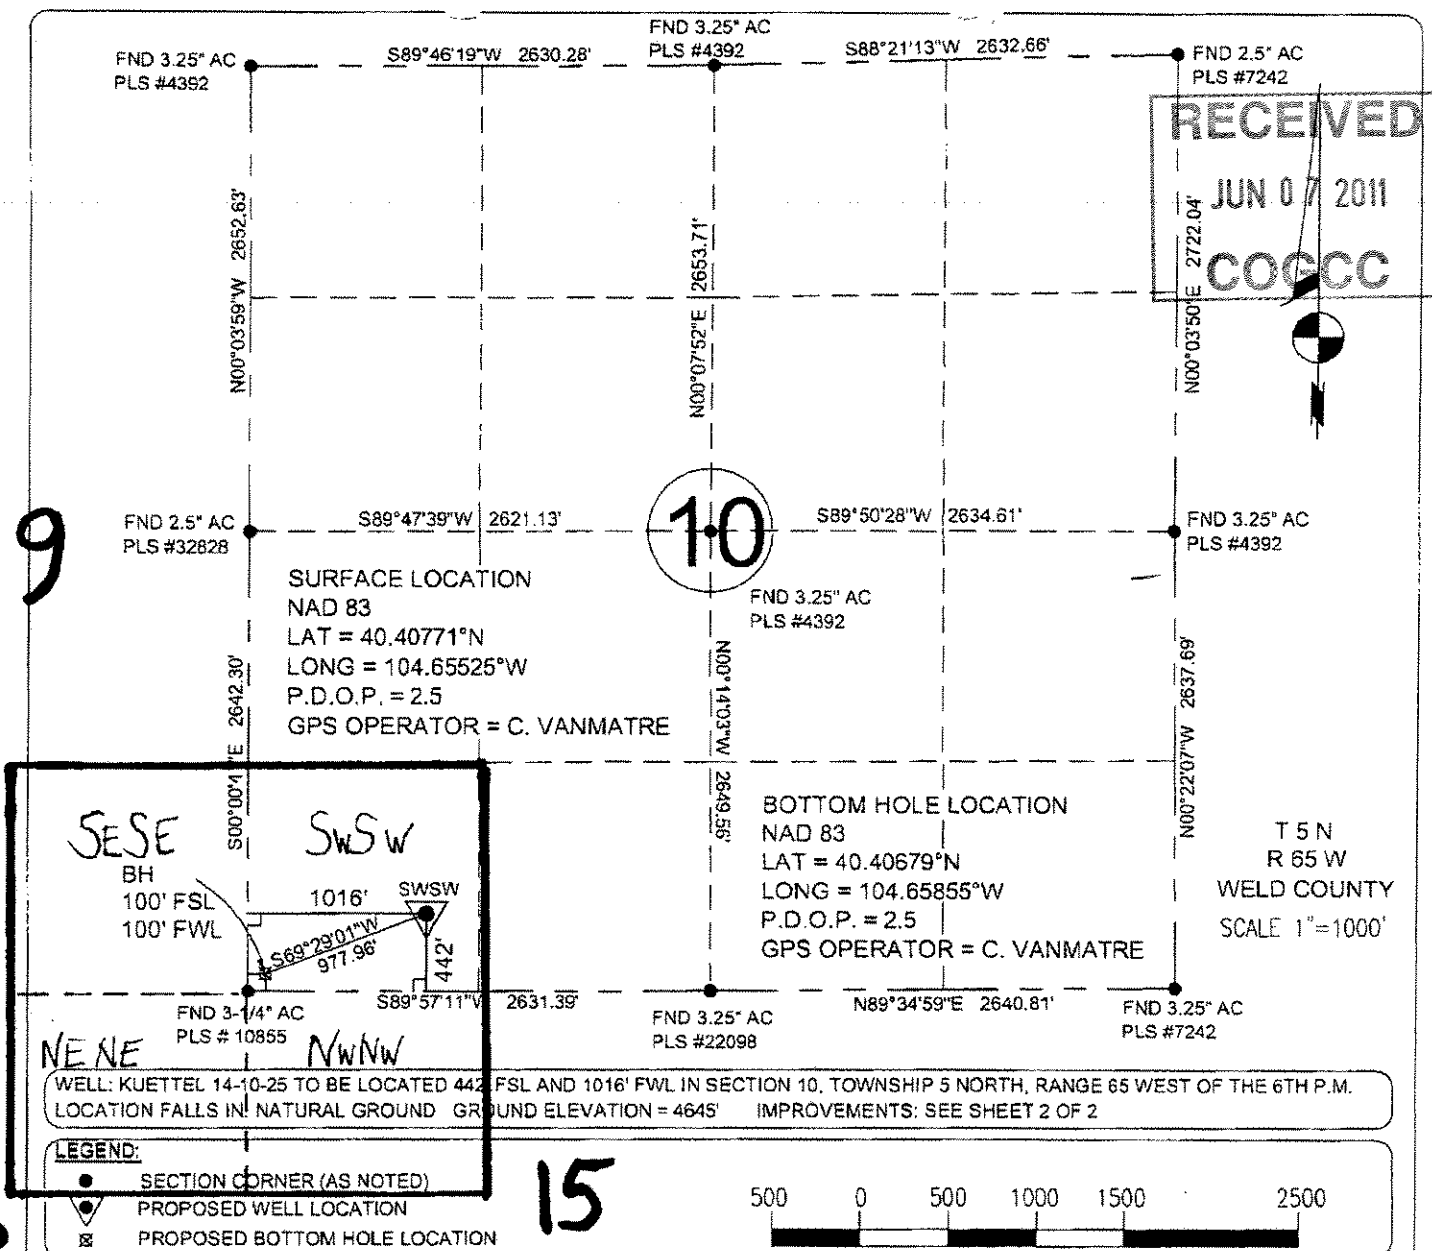 FND 3.25" AC
PLS #4392
S89°46'19"W 2630.28'
FND 3.25" AC
PLS #4392
S88°21'13"W 2632.66'
FND 2.5" AC
PLS #7242
RECEIVED
JUN 07 2011
COGCC
N00°03'59"W 2652.63'
N00°07'52"E 2653.71'
N00°03'50"E 2722.04'
N
9
FND 2.5" AC
PLS #32828
S89°47'39"W 2621.13'
10
S89°50'28"W 2634.61'
FND 3.25" AC
PLS #4392
FND 3.25" AC
PLS #4392
SURFACE LOCATION
NAD 83
LAT = 40.40771°N
LONG = 104.65525°W
P.D.O.P. = 2.5
GPS OPERATOR = C. VANMATRE
2642.30'
N00°14'03"W 2649.56'
N00°22'07"W 2637.69'
BOTTOM HOLE LOCATION
NAD 83
LAT = 40.40679°N
LONG = 104.65855°W
P.D.O.P. = 2.5
GPS OPERATOR = C. VANMATRE
T 5 N
R 65 W
WELD COUNTY
SCALE 1"=1000'
SESE
SWSW
BH
100' FSL
100' FWL
1016'
SWSW
S69°29'01"W
977.96'
442'
S89°57'11"W 2631.39'
N89°34'59"E 2640.81'
FND 3-1/4" AC
PLS # 10855
FND 3.25" AC
PLS #22098
FND 3.25" AC
PLS #7242
NENE
NWNW
WELL: KUETTEL 14-10-25 TO BE LOCATED 442' FSL AND 1016' FWL IN SECTION 10, TOWNSHIP 5 NORTH, RANGE 65 WEST OF THE 6TH P.M.
LOCATION FALLS IN: NATURAL GROUND GROUND ELEVATION = 4645' IMPROVEMENTS: SEE SHEET 2 OF 2
LEGEND:
SECTION CORNER (AS NOTED)
PROPOSED WELL LOCATION
PROPOSED BOTTOM HOLE LOCATION
15
500 0 500 1000 1500 2500